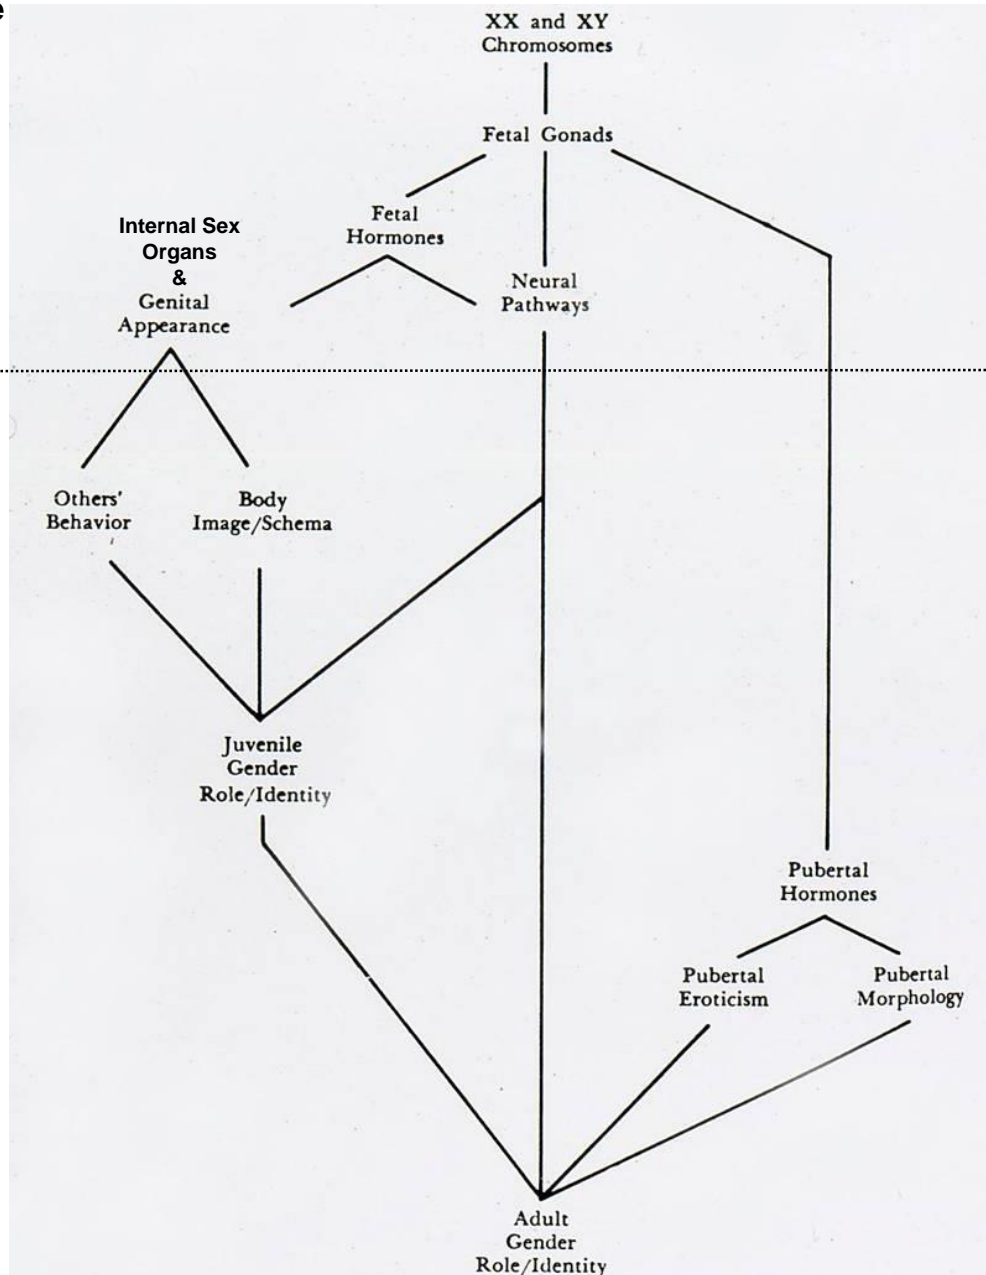 e
XX and XY
Chromosomes
Fetal Gonads
Fetal
Hormones
Internal Sex
Organs
&
Genital
Appearance
Neural
Pathways
Others'
Behavior
Body
Image/Schema
Juvenile
Gender
Role/Identity
Pubertal
Hormones
Pubertal
Eroticism
Pubertal
Morphology
Adult
Gender
Role/Identity